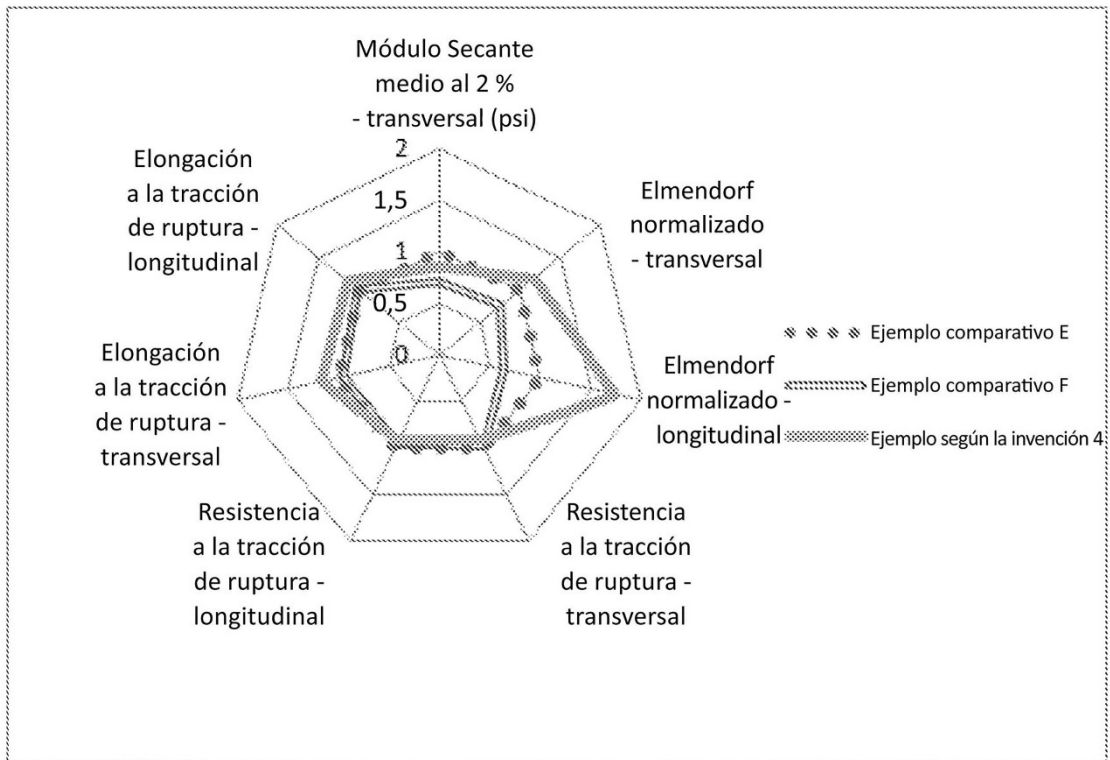 Módulo Secante
medio al 2 %
- transversal (psi)
Elongación
a la tracción
de ruptura -
longitudinal
2
1,5
1
0,5
0
Elmendorf
normalizado
- transversal
Elongación
a la tracción
de ruptura -
transversal
Elmendorf
normalizado -
longitudinal
Ejemplo comparativo E
Ejemplo comparativo F
Ejemplo según la invención 4
Resistencia
a la tracción
de ruptura -
longitudinal
Resistencia
a la tracción
de ruptura -
transversal